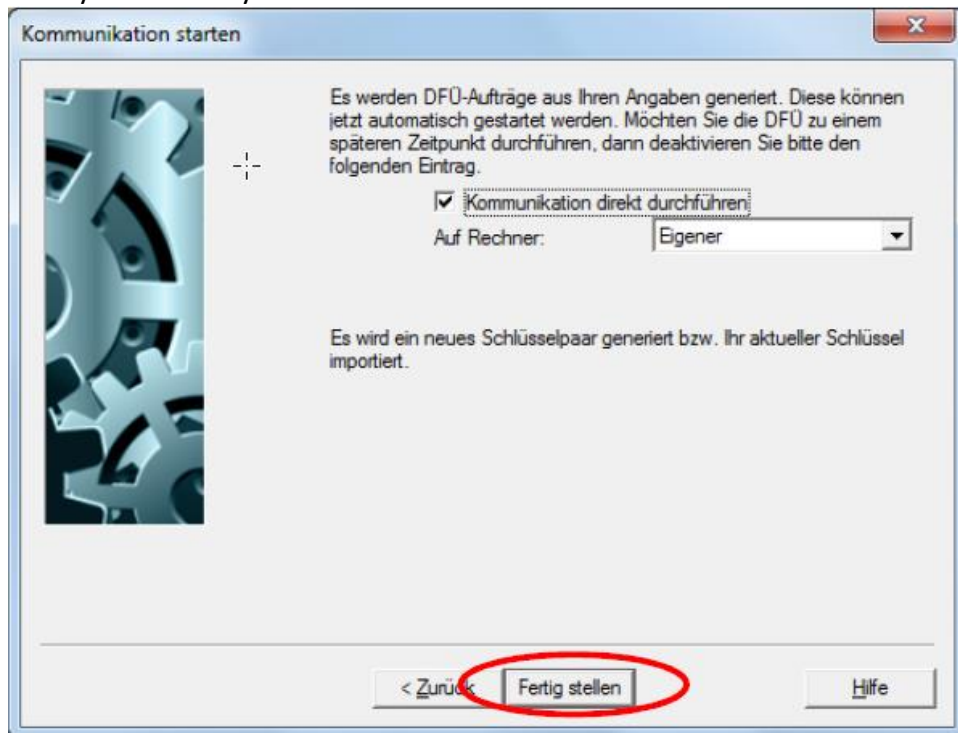 Kommunikation starten
Es werden DFÜ-Aufträge aus Ihren Angaben generiert. Diese können
jetzt automatisch gestartet werden. Möchten Sie die DFÜ zu einem
späteren Zeitpunkt durchführen, dann deaktivieren Sie bitte den
folgenden Eintrag.
Kommunikation direkt durchführen
Auf Rechner: Eigener
Es wird ein neues Schlüsselpaar generiert bzw. Ihr aktueller Schlüssel
importiert.
< Zurück Fertig stellen Hilfe